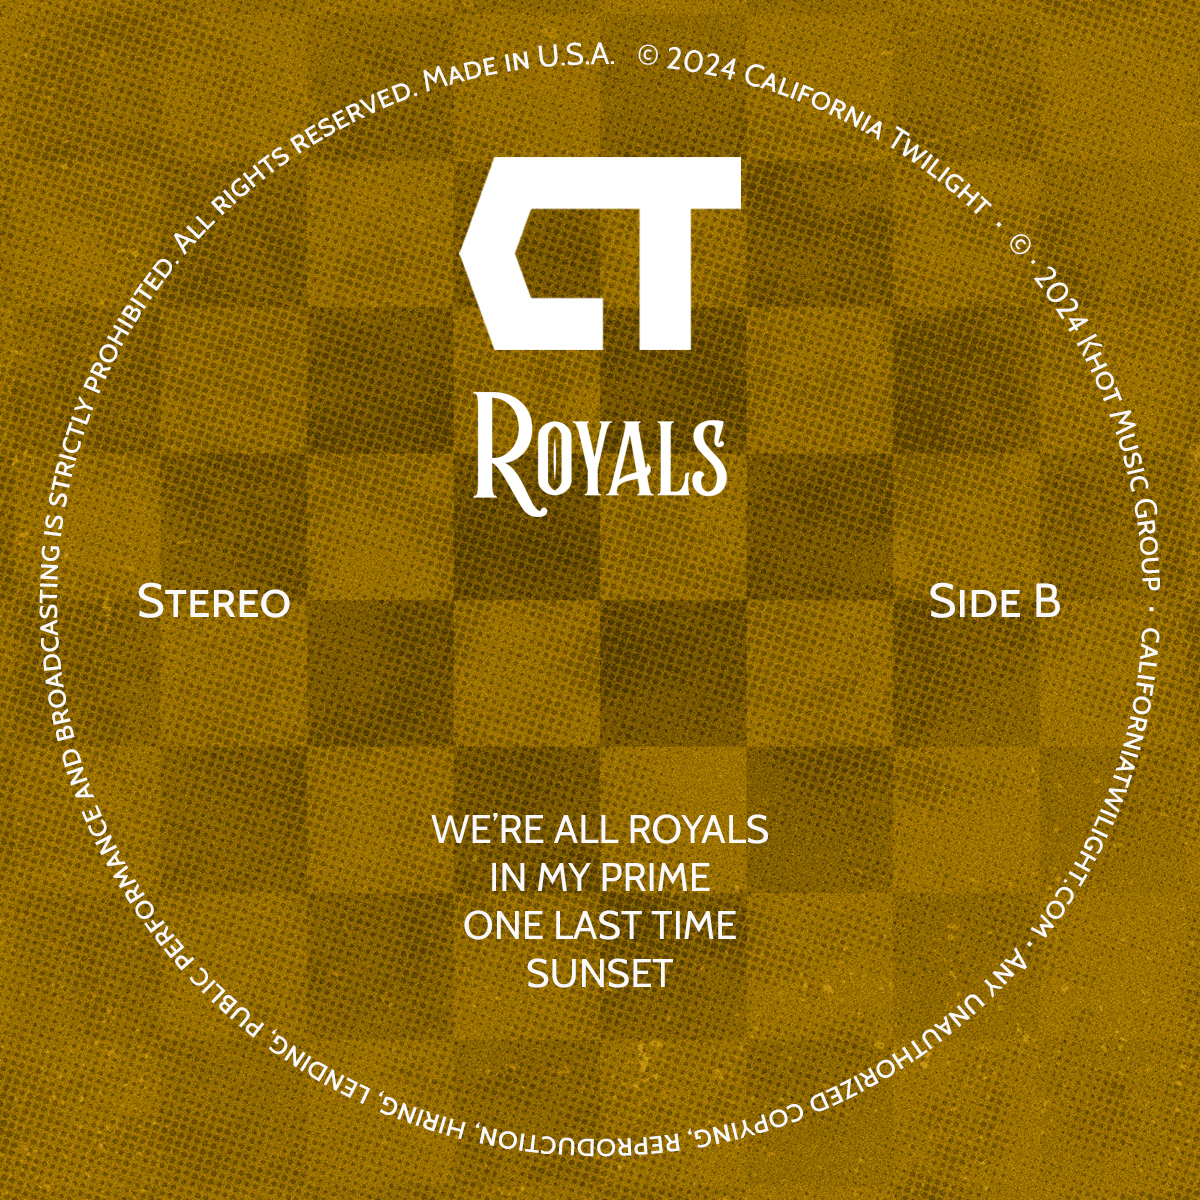 CT
Royals
Stereo
Side B
WE'RE ALL ROYALS
IN MY PRIME
ONE LAST TIME
SUNSET
© 2024 California Twilight · © · 2024 Khot Music Group · californiatwilight.com · Any unauthorized copying, reproduction, hiring, lending, public performance and broadcasting is strictly prohibited. All rights reserved. Made in U.S.A.